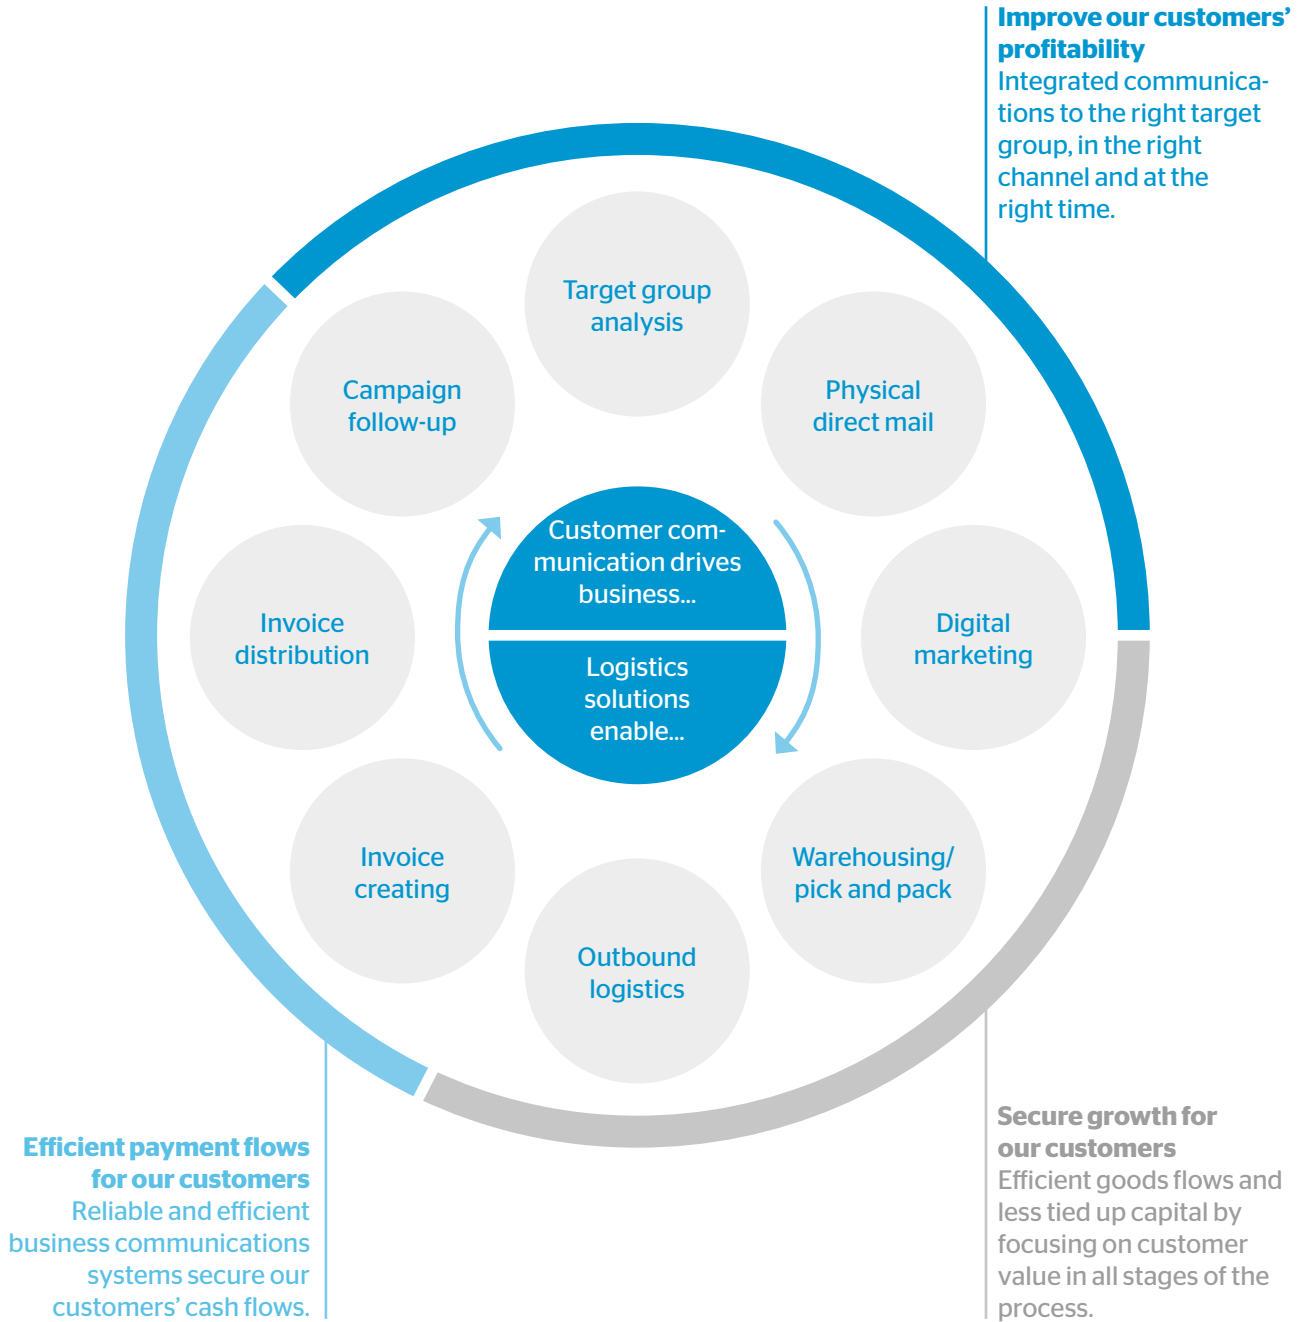 Improve our customers’
profitability
Integrated communica-
tions to the right target
group, in the right
channel and at the
right time.
Target group
analysis
Physical
direct mail
Digital
marketing
Warehousing/
pick and pack
Outbound
logistics
Invoice
creating
Invoice
distribution
Campaign
follow-up
Customer com-
munication drives
business...
Logistics
solutions
enable...
Secure growth for
our customers
Efficient goods flows and
less tied up capital by
focusing on customer
value in all stages of the
process.
Efficient payment flows
for our customers
Reliable and efficient
business communications
systems secure our
customers’ cash flows.